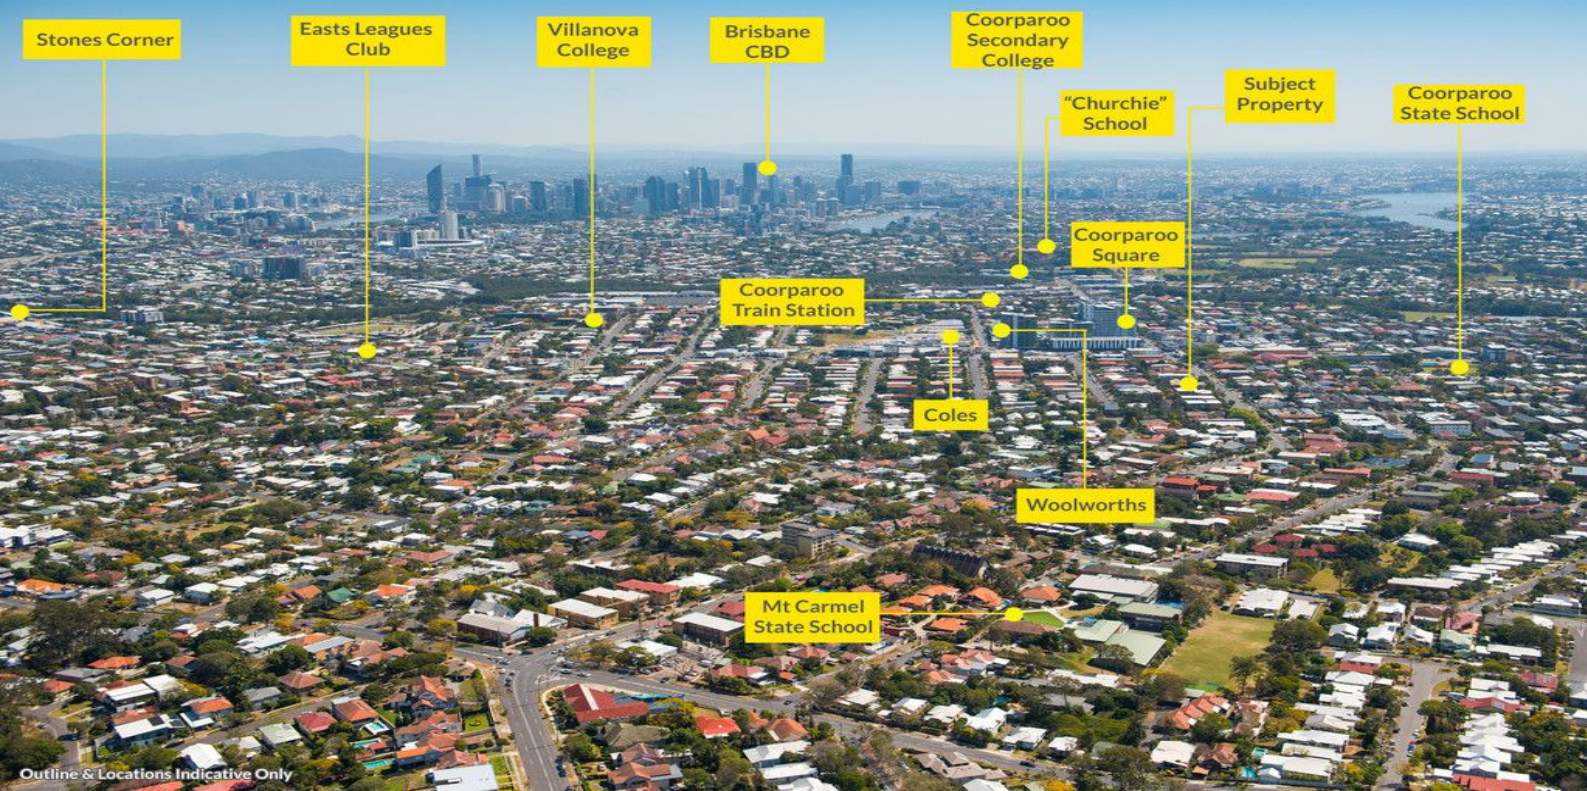 Stones Corner
Easts Leagues
Club
Villanova
College
Brisbane
CBD
Coorparoo
Secondary
College
“Churchie”
School
Subject
Property
Coorparoo
State School
Coorparoo
Square
Coorparoo
Train Station
Coles
Woolworths
Mt Carmel
State School
Outline & Locations Indicative Only